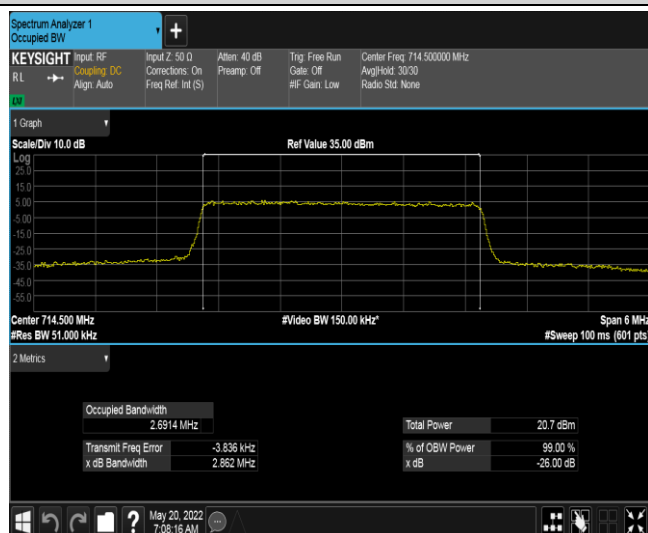 Spectrum Analyzer 1
Occupied BW
KEYSIGHT Input: RF Input Z: 50 Ω Atten: 40 dB Trig: Free Run Center Freq: 714.500000 MHz
RL Coupling: DC Corrections: On Preamp: Off Gate: Off Avg|Hold: 30/30
Align: Auto Freq Ref: Int (S) #IF Gain: Low Radio Std: None
1 Graph
Scale/Div 10.0 dB Ref Value 35.00 dBm
Log
25.0
15.0
5.00
-5.00
-15.0
-25.0
-35.0
-45.0
-55.0
Center 714.500 MHz #Video BW 150.00 kHz* Span 6 MHz
#Res BW 51.000 kHz #Sweep 100 ms (601 pts)
2 Metrics
Occupied Bandwidth
2.6914 MHz Total Power 20.7 dBm
Transmit Freq Error -3.836 kHz % of OBW Power 99.00 %
x dB Bandwidth 2.862 MHz x dB -26.00 dB
May 20, 2022
7:08:16 AM